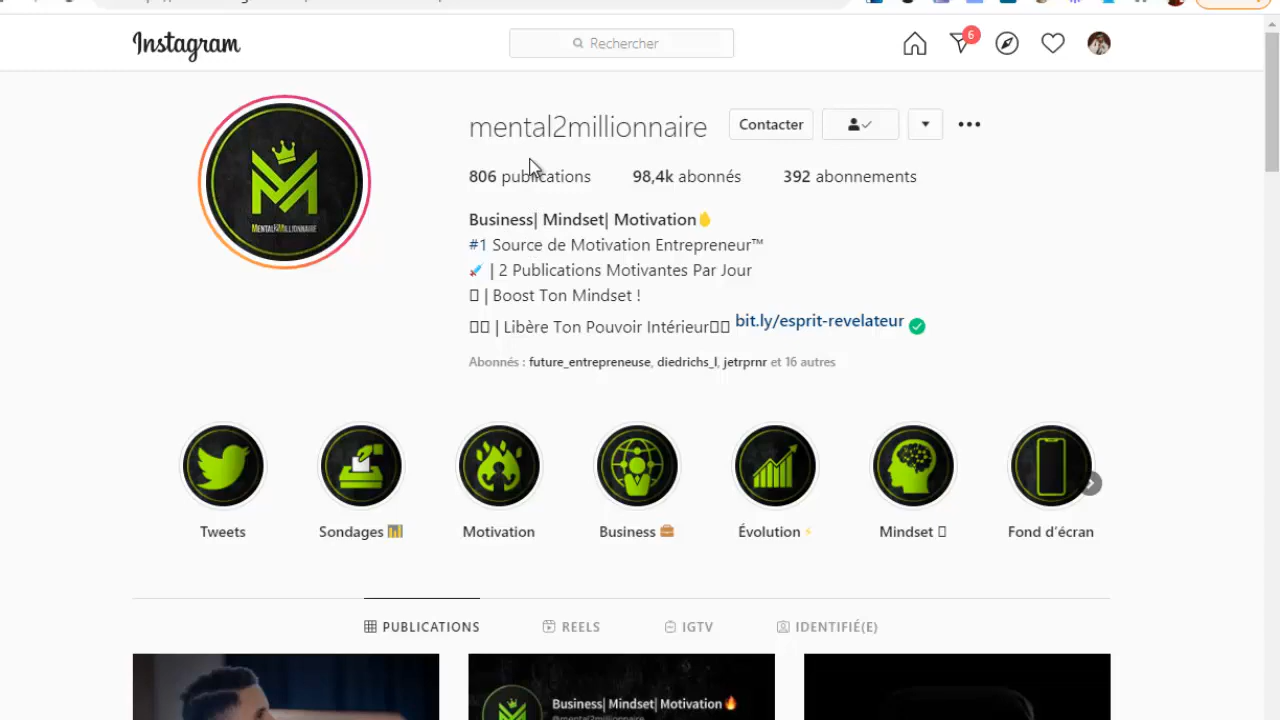 Instagram
Rechercher
6
mental2millionnaire
Contacter
806 publications
98,4k abonnés
392 abonnements
Business| Mindset| Motivation
#1 Source de Motivation Entrepreneur™
| 2 Publications Motivantes Par Jour
| Boost Ton Mindset !
| Libère Ton Pouvoir Intérieur
bit.ly/esprit-revelateur
Abonnés : future_entrepreneuse, diedrichs_l, jetrprnr et 16 autres
MENTAL2MILLIONNAIRE
Tweets
Sondages
Motivation
Business
Évolution
Mindset
Fond d'écran
PUBLICATIONS
REELS
IGTV
IDENTIFIÉ(E)
Business| Mindset| Motivation
@mental2millionnaire